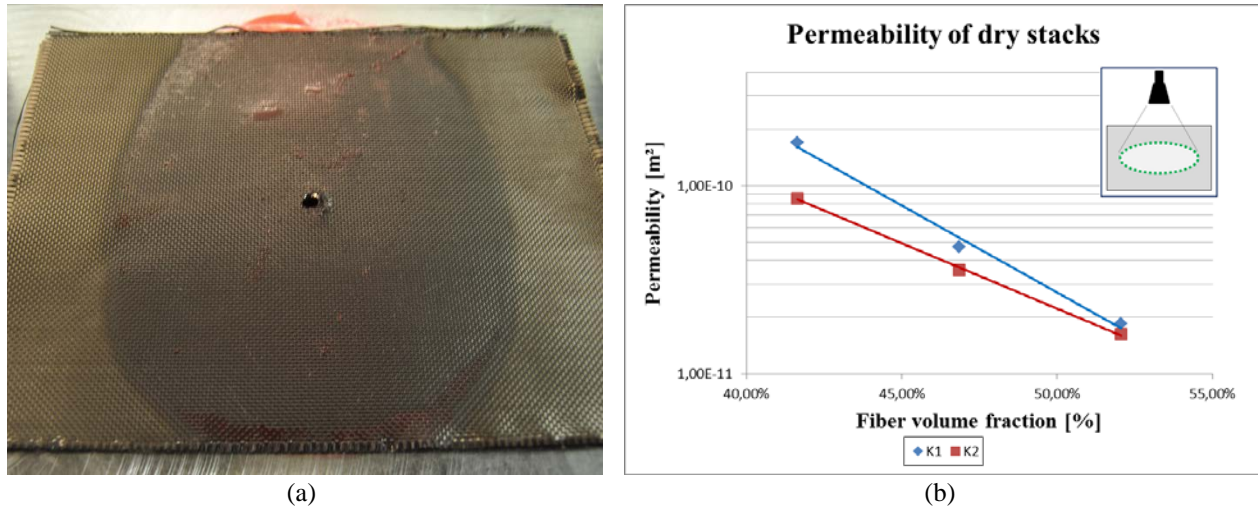 Permeability of dry stacks
Permeability [m²]
1,00E-10
1,00E-11
40,00%
45,00%
50,00%
55,00%
Fiber volume fraction [%]
K1
K2
(a)
(b)